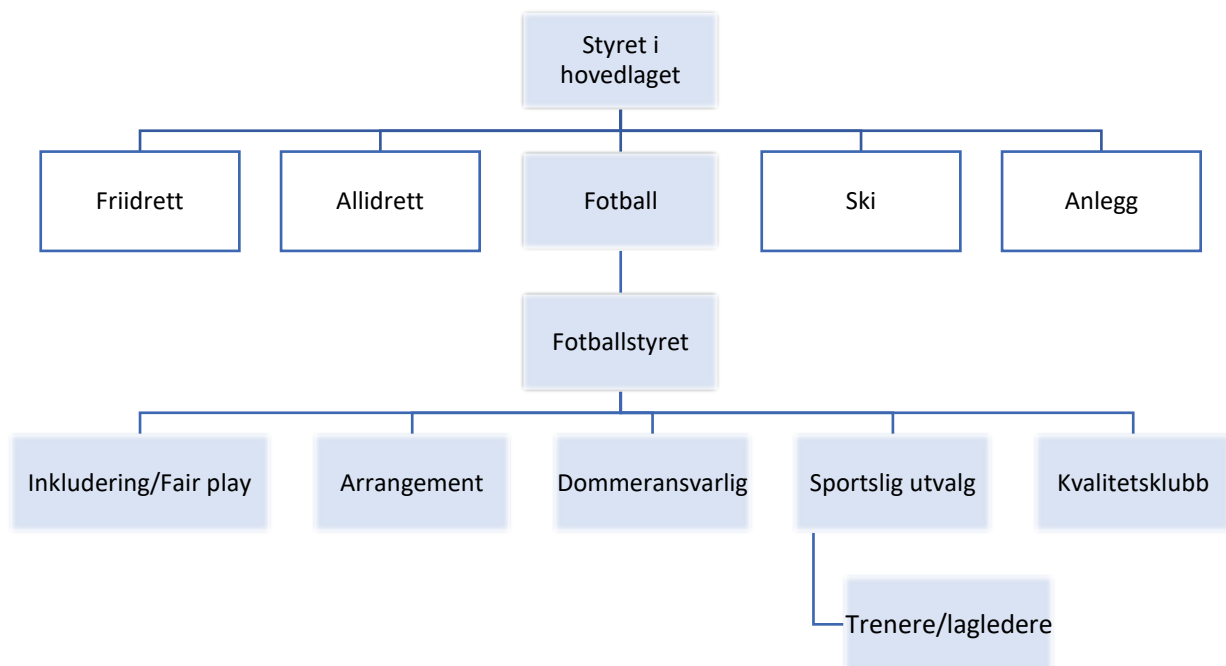 Styret i
hovedlaget
Friidrett
Allidrett
Fotball
Ski
Anlegg
Fotballstyret
Inkludering/Fair play
Arrangement
Dommeransvarlig
Sportslig utvalg
Kvalitetsklubb
Trenere/lagledere